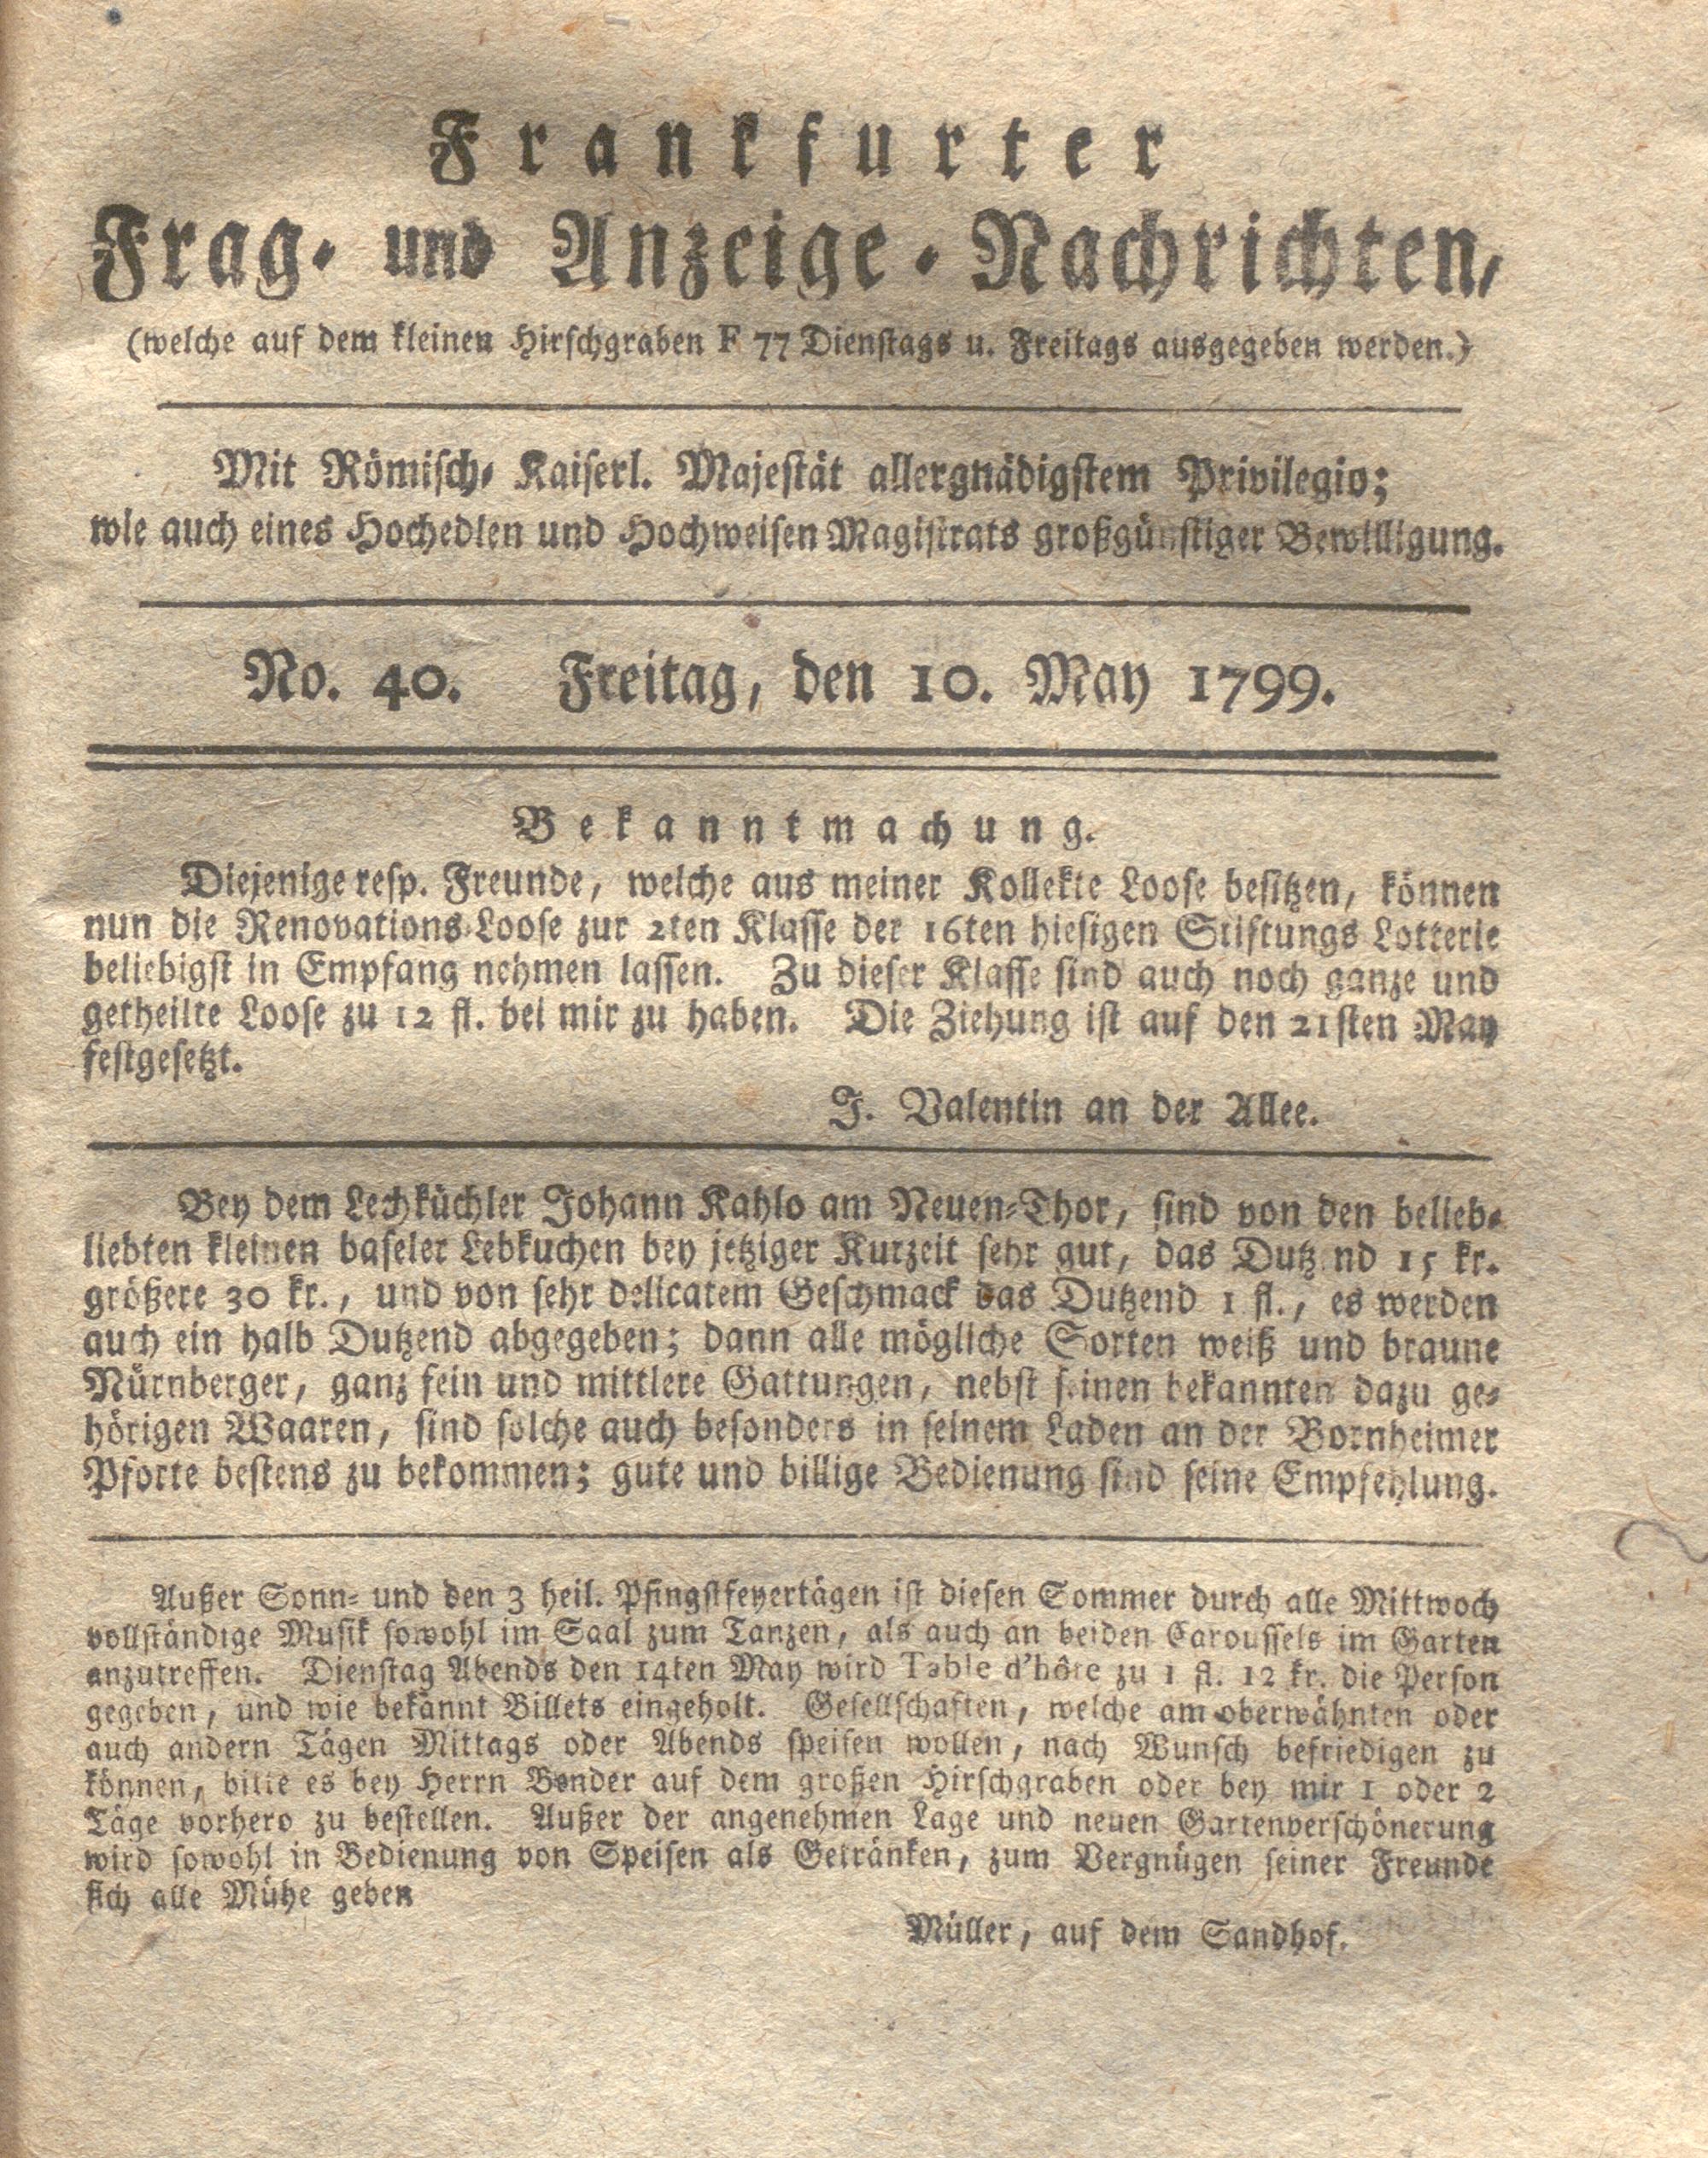 Frankfurter
Frag- und Anzeige-Nachrichten,
(welche auf dem kleinen Hirschgraben F 77 Dienstags u. Freitags ausgegeben werden.)
Mit Römisch- Kaiserl. Majestät allergnädigstem Privilegio;
wie auch eines Hochedlen und Hochweisen Magistrats großgünstiger Bewilligung.
No. 40. Freitag, den 10. May 1799.
Bekanntmachung.
Diejenige resp. Freunde, welche aus meiner Kollekte Loose besitzen, können
nun die Renovations-Loose zur 2ten Klasse der 16ten hiesigen Stiftungs Lotterie
beliebigst in Empfang nehmen lassen. Zu dieser Klasse sind auch noch ganze und
getheilte Loose zu 12 fl. bei mir zu haben. Die Ziehung ist auf den 21sten May
festgesetzt.
J. Valentin an der Allee.
Bey dem Lechküchler Johann Kahlo am Neuen-Thor, sind von den belieb-
liebten kleinen baseler Lebkuchen bey jetziger Kurzeit sehr gut, das Dutzend 15 kr.
größere 30 kr., und von sehr delicatem Geschmack das Dutzend 1 fl., es werden
auch ein halb Dutzend abgegeben; dann alle mögliche Sorten weiß und braune
Nürnberger, ganz fein und mittlere Gattungen, nebst seinen bekannten dazu ge-
hörigen Waaren, sind solche auch besonders in seinem Laden an der Bornheimer
Pforte bestens zu bekommen; gute und billige Bedienung sind seine Empfehlung.
Außer Sonn- und den 3 heil. Pfingstfeyertägen ist diesen Sommer durch alle Mittwoch
vollständige Musik sowohl im Saal zum Tanzen, als auch an beiden Caroussels im Garten
anzutreffen. Dienstag Abends den 14ten May wird Table d'hôte zu 1 fl. 12 kr. die Person
gegeben, und wie bekannt Billets eingeholt. Gesellschaften, welche am oberwähnten oder
auch andern Tägen Mittags oder Abends speisen wollen, nach Wunsch befriedigen zu
können, bitte es bey Herrn Bender auf dem großen Hirschgraben oder bey mir 1 oder 2
Täge vorhero zu bestellen. Außer der angenehmen Lage und neuen Gartenverschönerung
wird sowohl in Bedienung von Speisen als Getränken, zum Vergnügen seiner Freunde
sich alle Mühe geben
Müller, auf dem Sandhof.